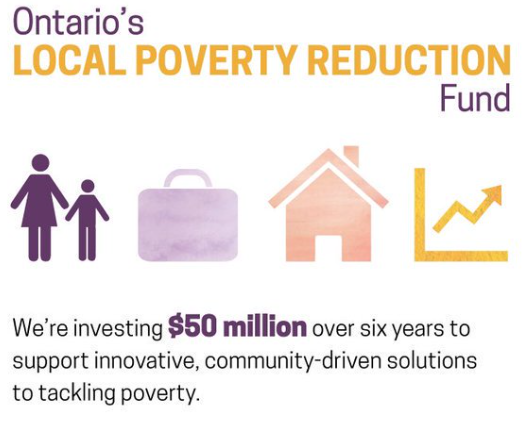 Ontario's
LOCAL POVERTY REDUCTION
Fund
We're investing $50 million over six years to
support innovative, community-driven solutions
to tackling poverty.